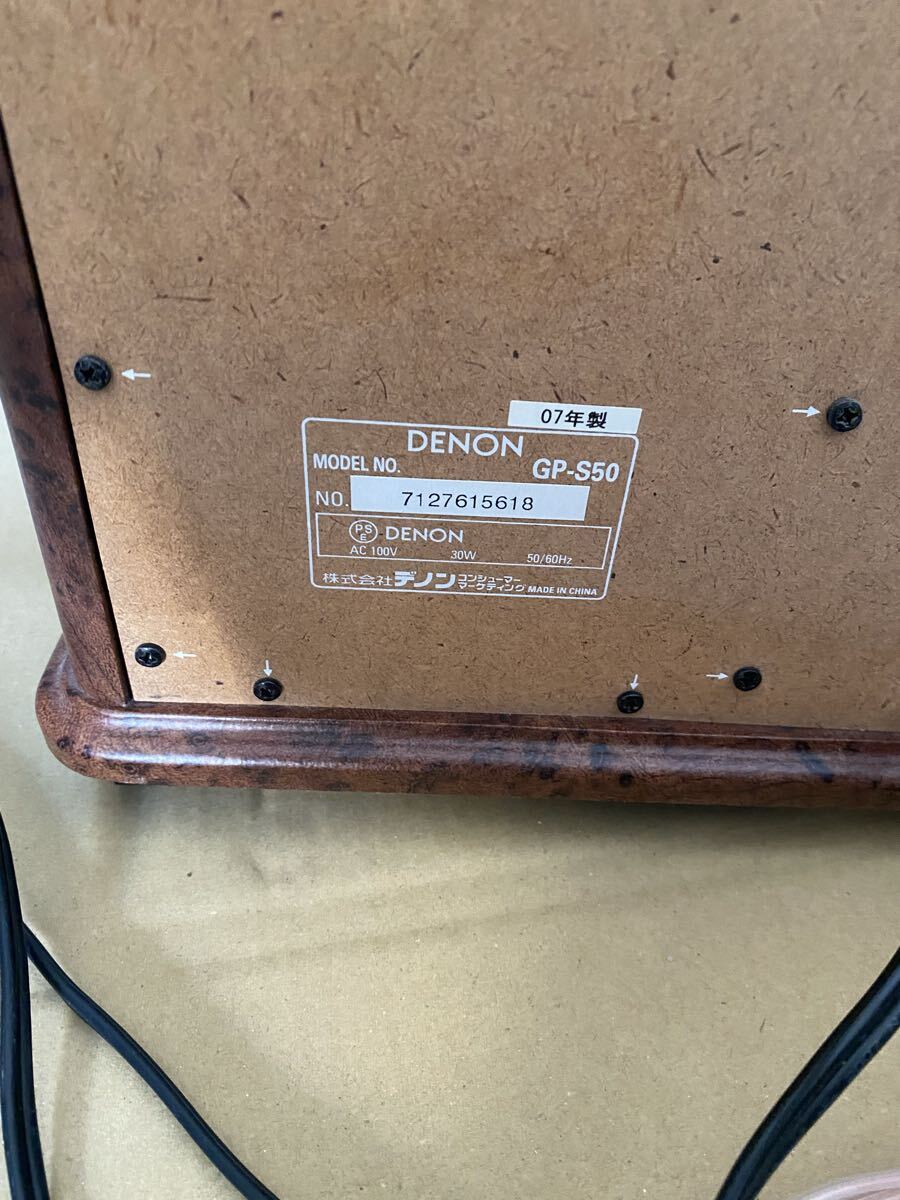 07年製
DENON
MODEL NO. GP-S50
NO. 7127615618
PSE DENON
AC 100V 30W 50/60Hz
株式会社デノン コンシューマー マーケティング MADE IN CHINA